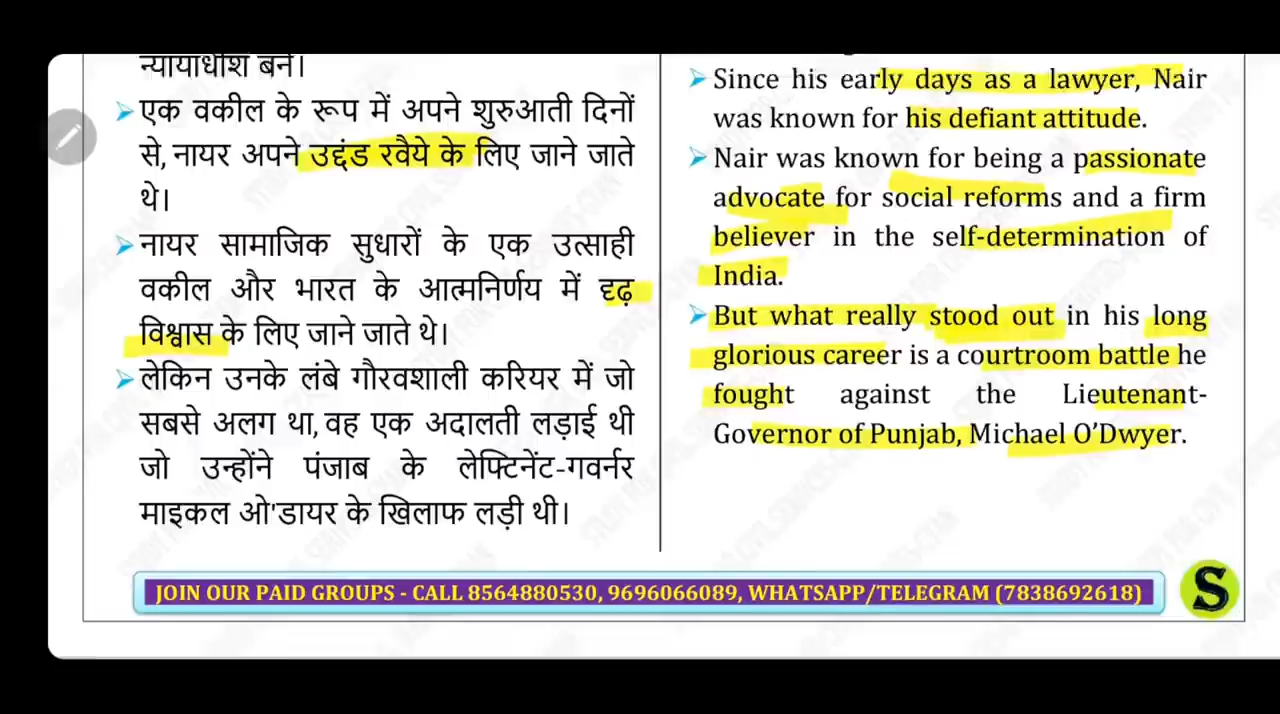 न्यायाधीश बने।
एक वकील के रूप में अपने शुरुआती दिनों
से, नायर अपने उद्दंड रवैये के लिए जाने जाते
थे।
नायर सामाजिक सुधारों के एक उत्साही
वकील और भारत के आत्मनिर्णय में दृढ़
विश्वास के लिए जाने जाते थे।
लेकिन उनके लंबे गौरवशाली करियर में जो
सबसे अलग था, वह एक अदालती लड़ाई थी
जो उन्होंने पंजाब के लेफ्टिनेंट-गवर्नर
माइकल ओ'डायर के खिलाफ लड़ी थी।
Since his early days as a lawyer, Nair
was known for his defiant attitude.
Nair was known for being a passionate
advocate for social reforms and a firm
believer in the self-determination of
India.
But what really stood out in his long
glorious career is a courtroom battle he
fought against the Lieutenant-
Governor of Punjab, Michael O’Dwyer.
JOIN OUR PAID GROUPS - CALL 8564880530, 9696066089, WHATSAPP/TELEGRAM (7838692618)
S